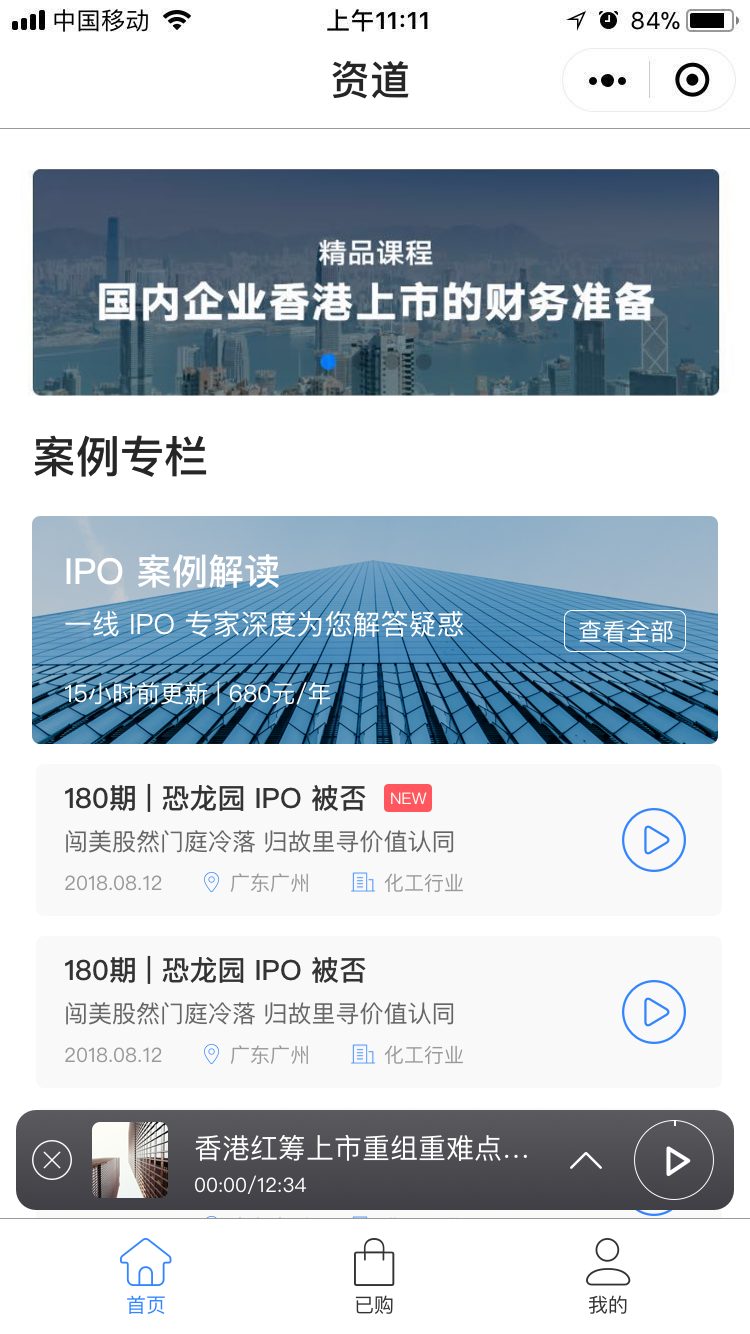 中国移动
上午11:11
84%
资道
精品课程
国内企业香港上市的财务准备
案例专栏
IPO 案例解读
一线 IPO 专家深度为您解答疑惑
查看全部
15小时前更新 | 680元/年
180期 | 恐龙园 IPO 被否
NEW
闯美股然门庭冷落 归故里寻价值认同
2018.08.12
广东广州
化工行业
180期 | 恐龙园 IPO 被否
闯美股然门庭冷落 归故里寻价值认同
2018.08.12
广东广州
化工行业
香港红筹上市重组重难点...
00:00/12:34
首页
已购
我的